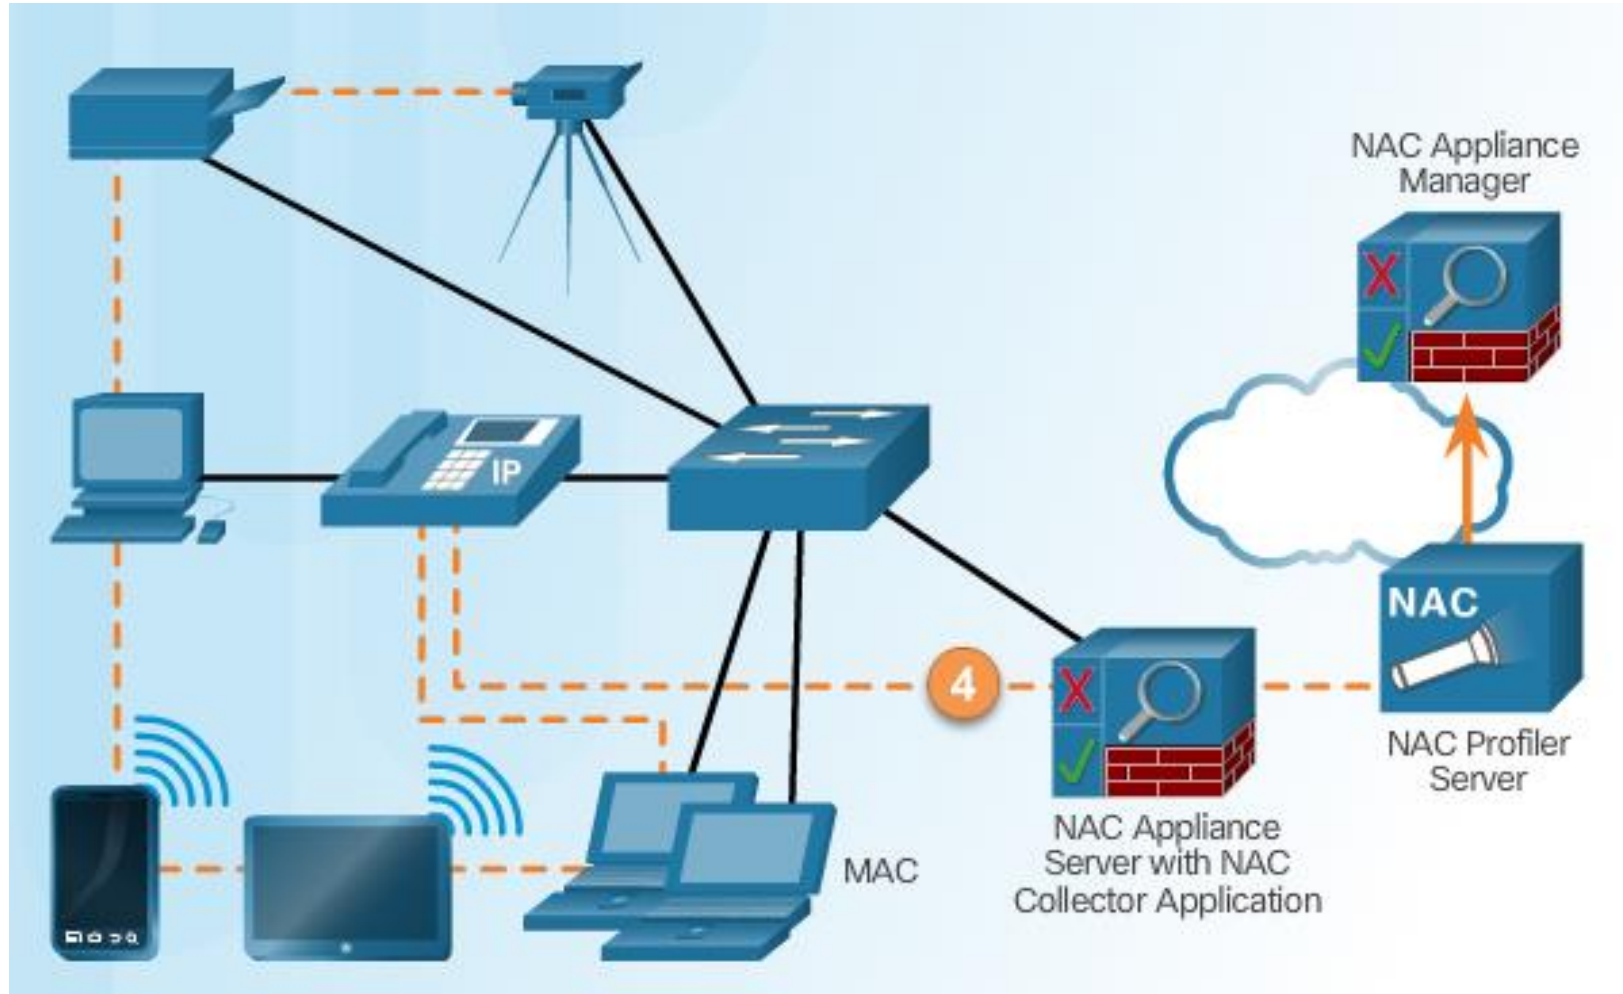 NAC Appliance
Manager
IP
NAC
4
NAC Profiler
Server
NAC Appliance
Server with NAC
Collector Application
MAC